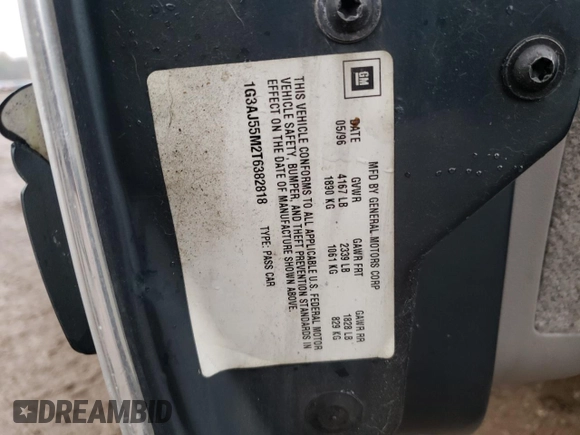 GM
MFD BY GENERAL MOTORS CORP
DATE GVWR GAWR FRT GAWR RR
05/96 4167 LB 2339 LB 1828 LB
1890 KG 1061 KG 829 KG
THIS VEHICLE CONFORMS TO ALL APPLICABLE U.S. FEDERAL MOTOR
VEHICLE SAFETY, BUMPER, AND THEFT PREVENTION STANDARDS IN
EFFECT ON THE DATE OF MANUFACTURE SHOWN ABOVE.
1G3AJ55M2T6382818 TYPE: PASS CAR
DREAMBID